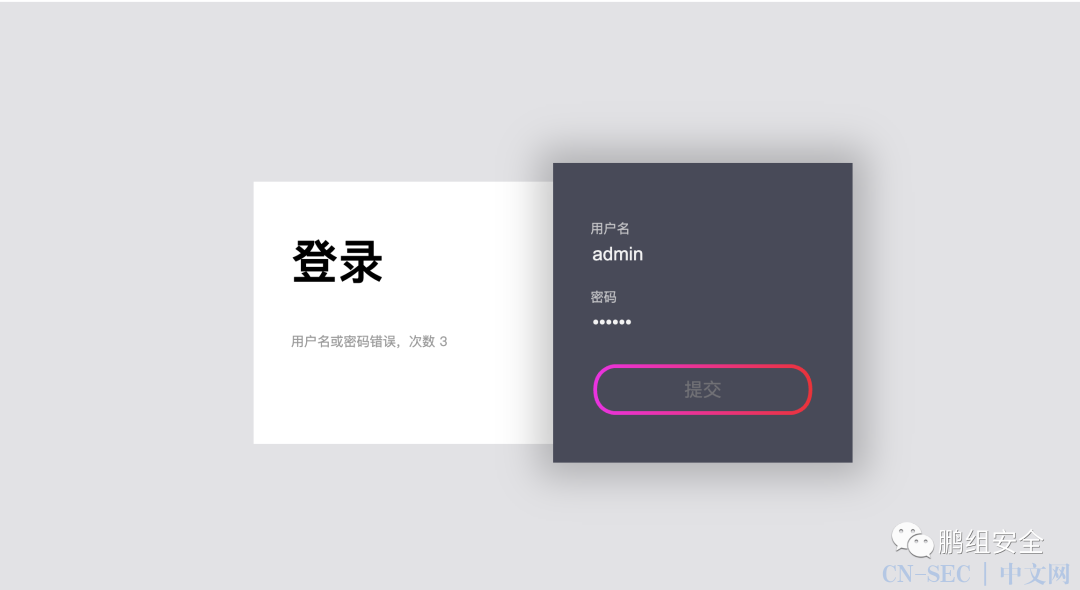 登录
用户名或密码错误，次数 3
用户名
admin
密码
••••••
提交
鹏组安全
CN-SEC | 中文网